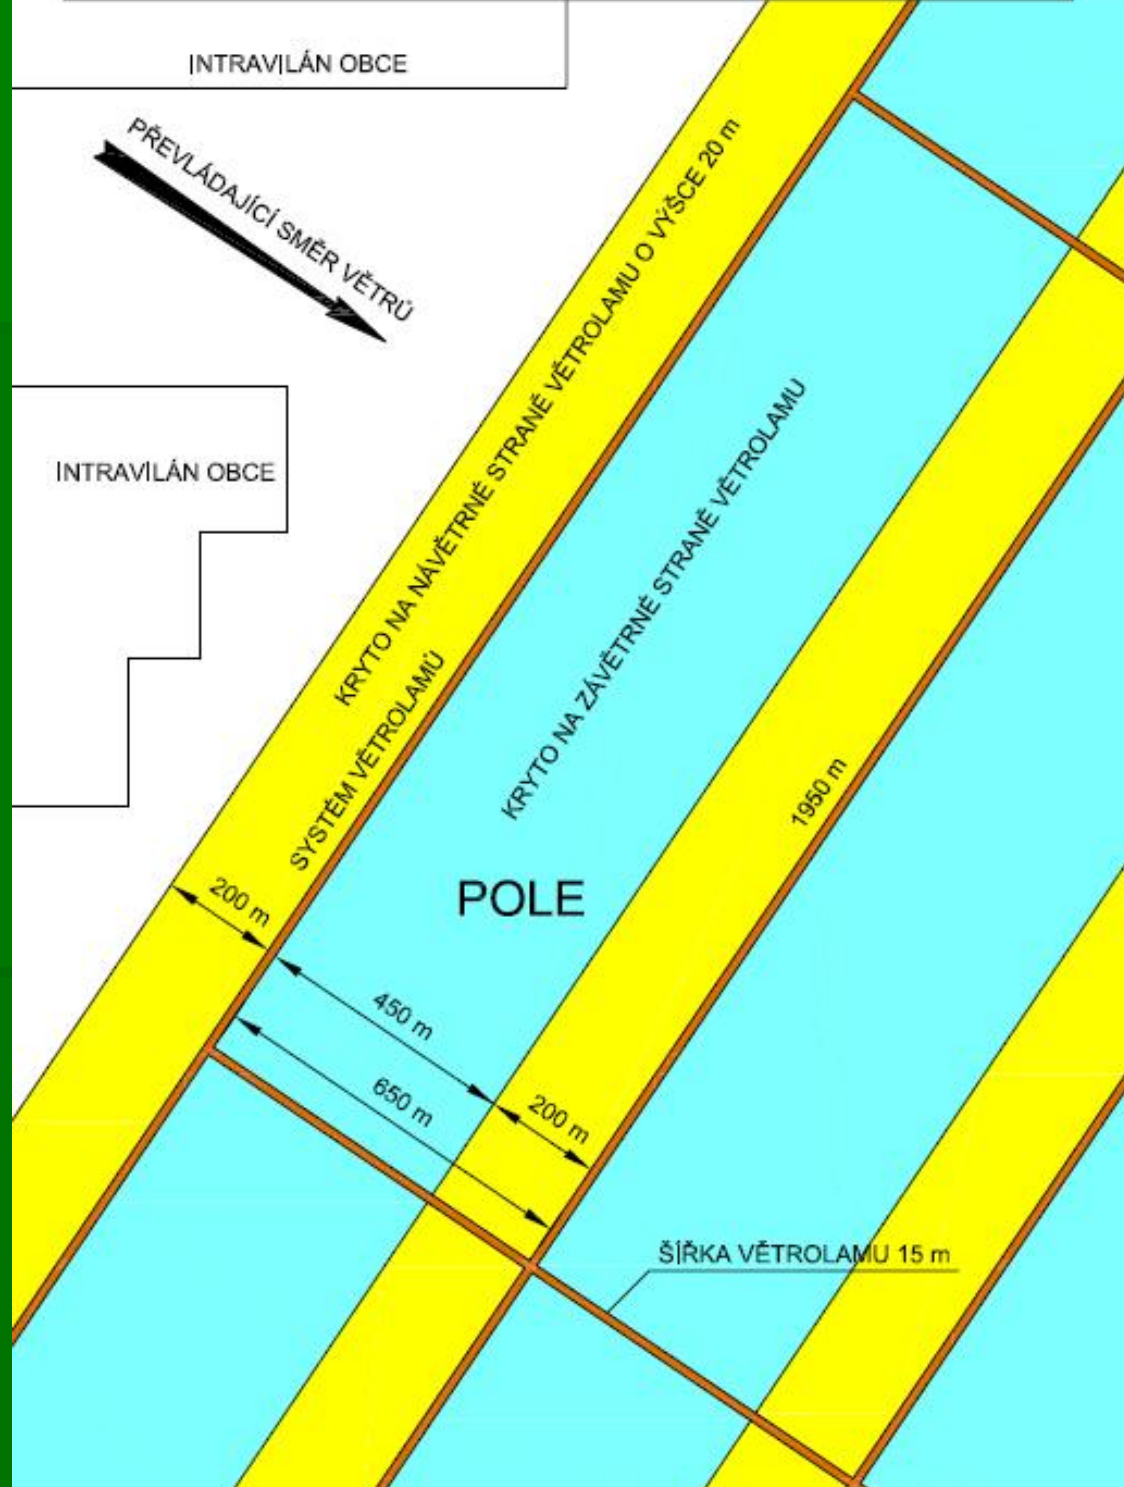 INTRAVILÁN OBCE
PŘEVLÁDAJÍCÍ SMĚR VĚTRŮ
KRYTO NA NÁVĚTRNÉ STRANĚ VĚTROLAMU O VÝŠCE 20 m
INTRAVILÁN OBCE
KRYTO NA ZÁVĚTRNÉ STRANĚ VĚTROLAMU
SYSTÉM VĚTROLAMŮ
1950 m
POLE
200 m
450 m
650 m
200 m
ŠÍŘKA VĚTROLAMU 15 m